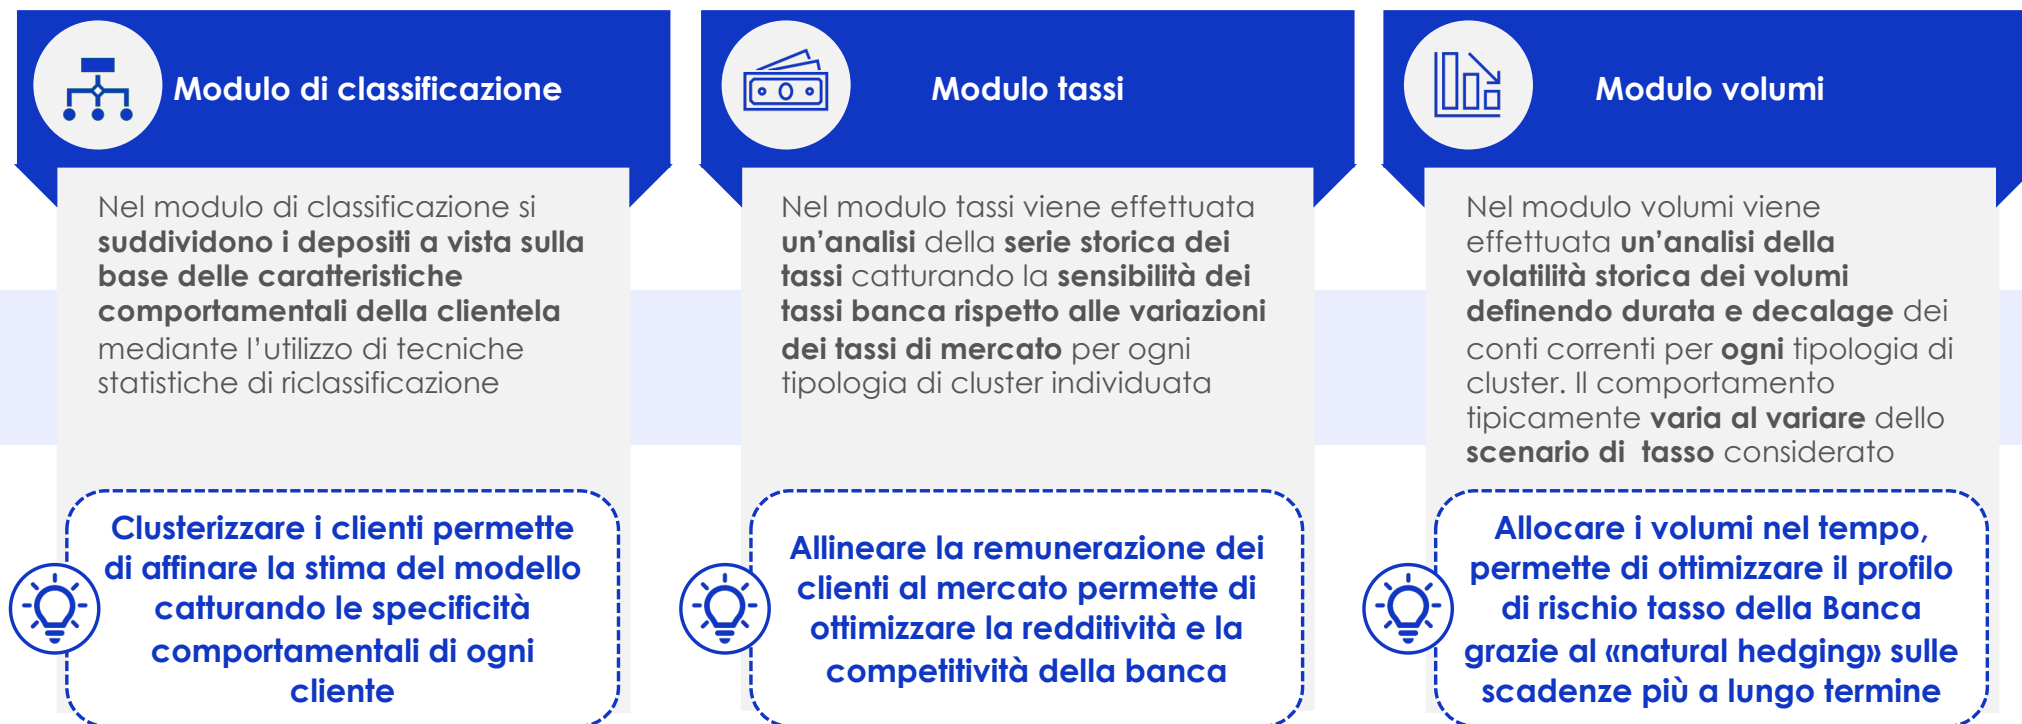 Modulo di classificazione
Nel modulo di classificazione si
suddividono i depositi a vista sulla
base delle caratteristiche
comportamentali della clientela
mediante l'utilizzo di tecniche
statistiche di riclassificazione
Clusterizzare i clienti permette
di affinare la stima del modello
catturando le specificità
comportamentali di ogni
cliente
Modulo tassi
Nel modulo tassi viene effettuata
un'analisi della serie storica dei
tassi catturando la sensibilità dei
tassi banca rispetto alle variazioni
dei tassi di mercato per ogni
tipologia di cluster individuata
Allineare la remunerazione dei
clienti al mercato permette di
ottimizzare la redditività e la
competitività della banca
Modulo volumi
Nel modulo volumi viene
effettuata un'analisi della
volatilità storica dei volumi
definendo durata e decalage dei
conti correnti per ogni tipologia di
cluster. Il comportamento
tipicamente varia al variare dello
scenario di tasso considerato
Allocare i volumi nel tempo,
permette di ottimizzare il profilo
di rischio tasso della Banca
grazie al «natural hedging» sulle
scadenze più a lungo termine